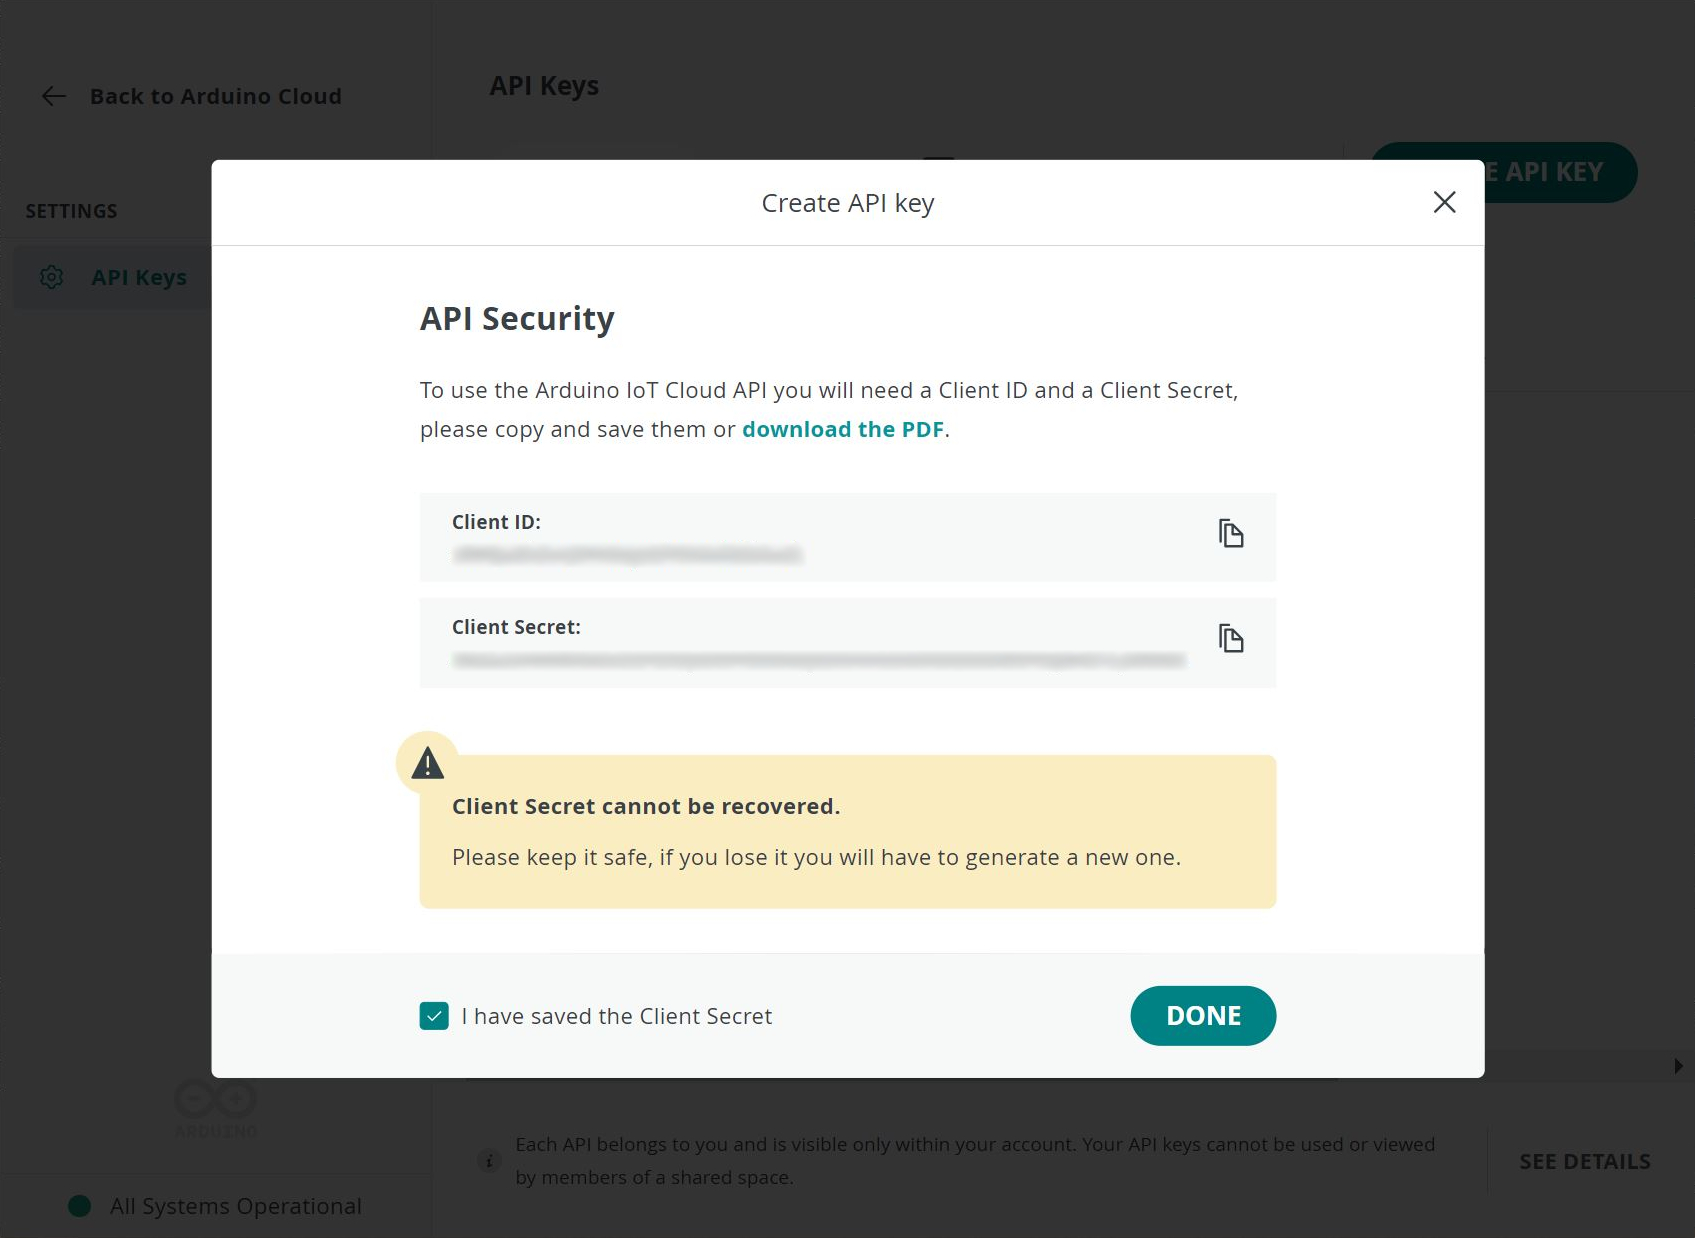 Back to Arduino Cloud
API Keys
SETTINGS
E API KEY
API Keys
Create API key
API Security
To use the Arduino IoT Cloud API you will need a Client ID and a Client Secret,
please copy and save them or download the PDF.
Client ID:
Client Secret:
Client Secret cannot be recovered.
Please keep it safe, if you lose it you will have to generate a new one.
I have saved the Client Secret
DONE
ARDUINO
Each API belongs to you and is visible only within your account. Your API keys cannot be used or viewed
by members of a shared space.
SEE DETAILS
All Systems Operational